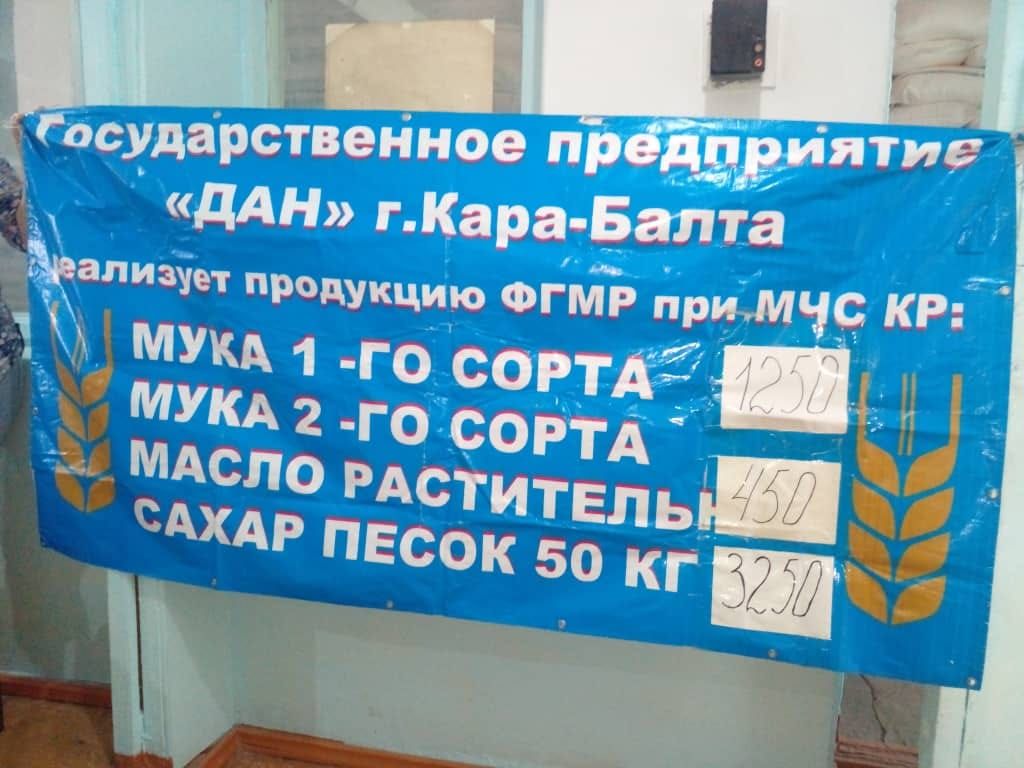 Государственное предприятие
«ДАН» г.Кара-Балта
реализует продукцию ФГМР при МЧС КР:
МУКА 1 -ГО СОРТА 1250
МУКА 2 -ГО СОРТА
МАСЛО РАСТИТЕЛЬН 450
САХАР ПЕСОК 50 КГ 3250